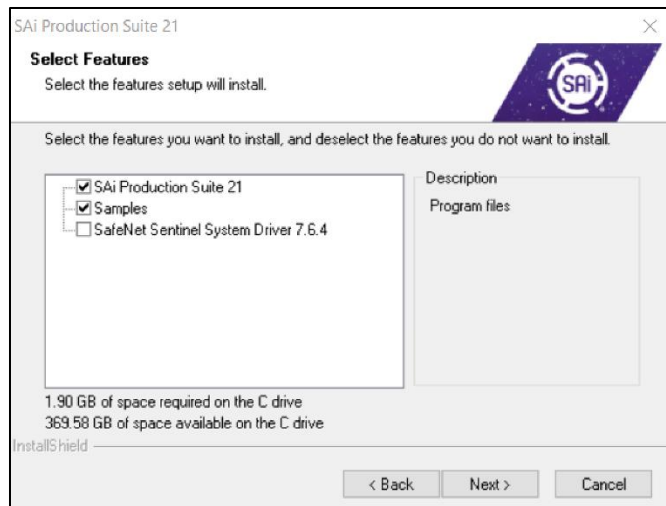 SAi Production Suite 21
Select Features
Select the features setup will install.
SAi
Select the features you want to install, and deselect the features you do not want to install.
SAi Production Suite 21
Samples
SafeNet Sentinel System Driver 7.6.4
Description
Program files
1.90 GB of space required on the C drive
369.58 GB of space available on the C drive
InstallShield
< Back
Next >
Cancel